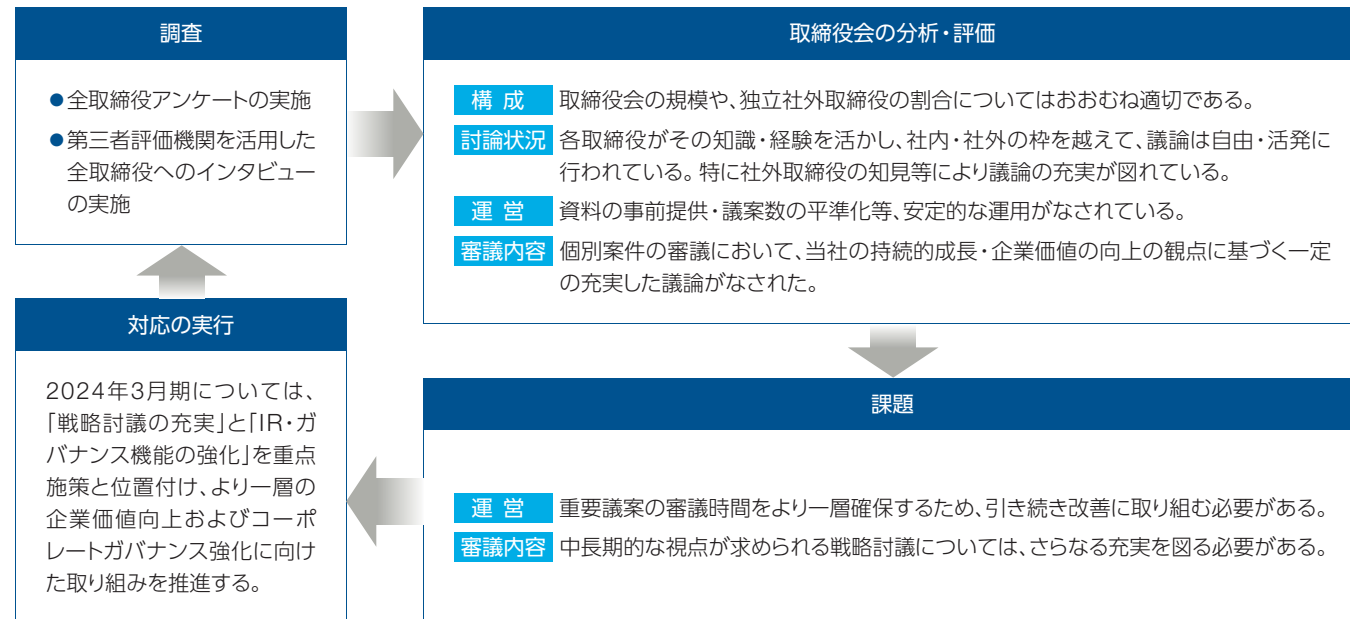 調査
●全取締役アンケートの実施
●第三者評価機関を活用した
全取締役へのインタビュー
の実施
取締役会の分析・評価
構成 取締役会の規模や、独立社外取締役の割合についてはおおむね適切である。
討論状況 各取締役がその知識・経験を活かし、社内・社外の枠を越えて、議論は自由・活発に
行われている。特に社外取締役の知見等により議論の充実が図れている。
運営 資料の事前提供・議案数の平準化等、安定的な運用がなされている。
審議内容 個別案件の審議において、当社の持続的成長・企業価値の向上の観点に基づく一定
の充実した議論がなされた。
課題
運営 重要議案の審議時間をより一層確保するため、引き続き改善に取り組む必要がある。
審議内容 中長期的な視点が求められる戦略討議については、さらなる充実を図る必要がある。
対応の実行
2024年3月期については、
「戦略討議の充実」と「IR・ガ
バナンス機能の強化」を重点
施策と位置付け、より一層の
企業価値向上およびコーポ
レートガバナンス強化に向け
た取り組みを推進する。